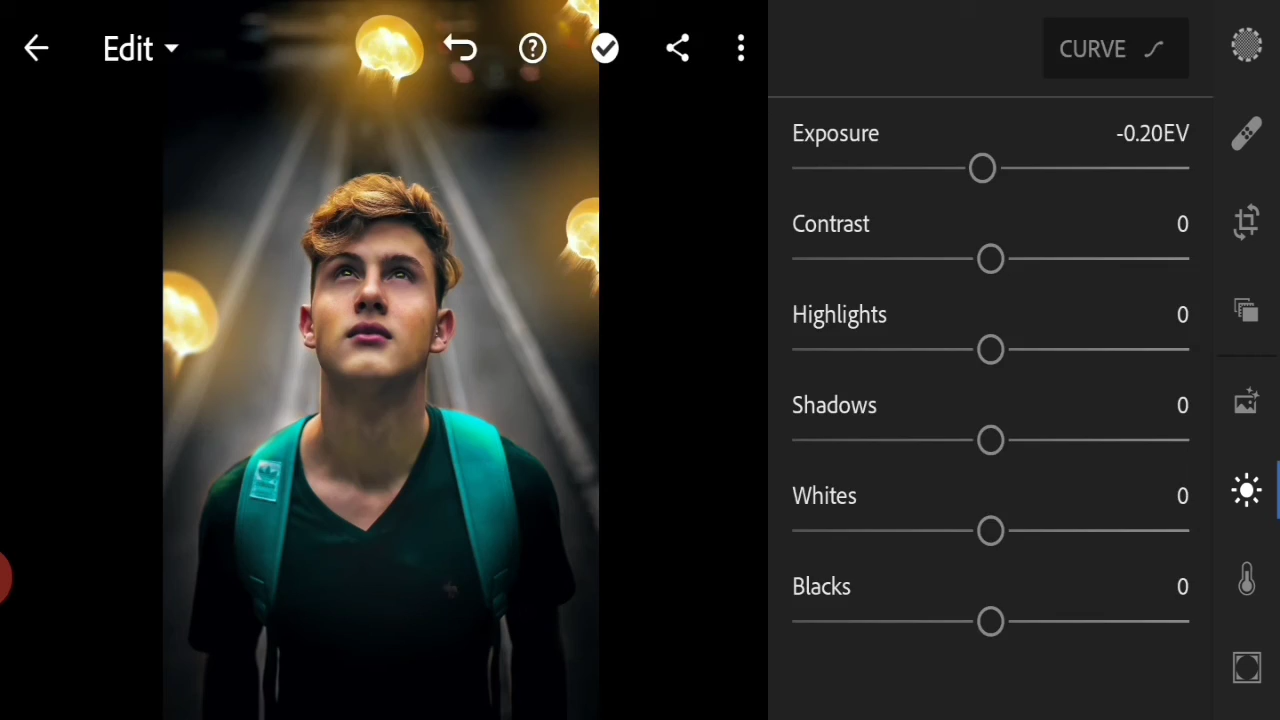 Edit
CURVE
Exposure -0.20EV
Contrast 0
Highlights 0
Shadows 0
Whites 0
Blacks 0